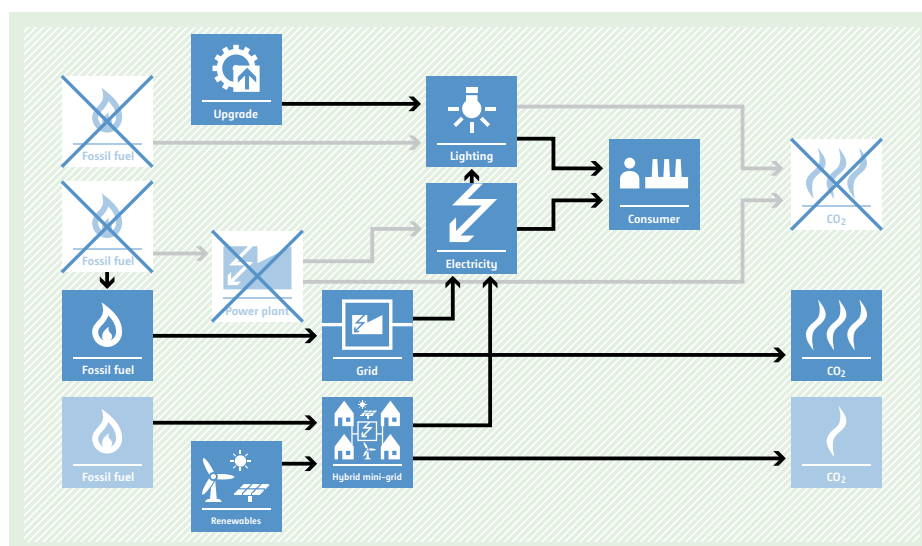 Upgrade
Fossil fuel
Lighting
Consumer
CO₂
Fossil fuel
Electricity
Power plant
Fossil fuel
Grid
CO₂
Fossil fuel
Hybrid mini-grid
CO₂
Renewables